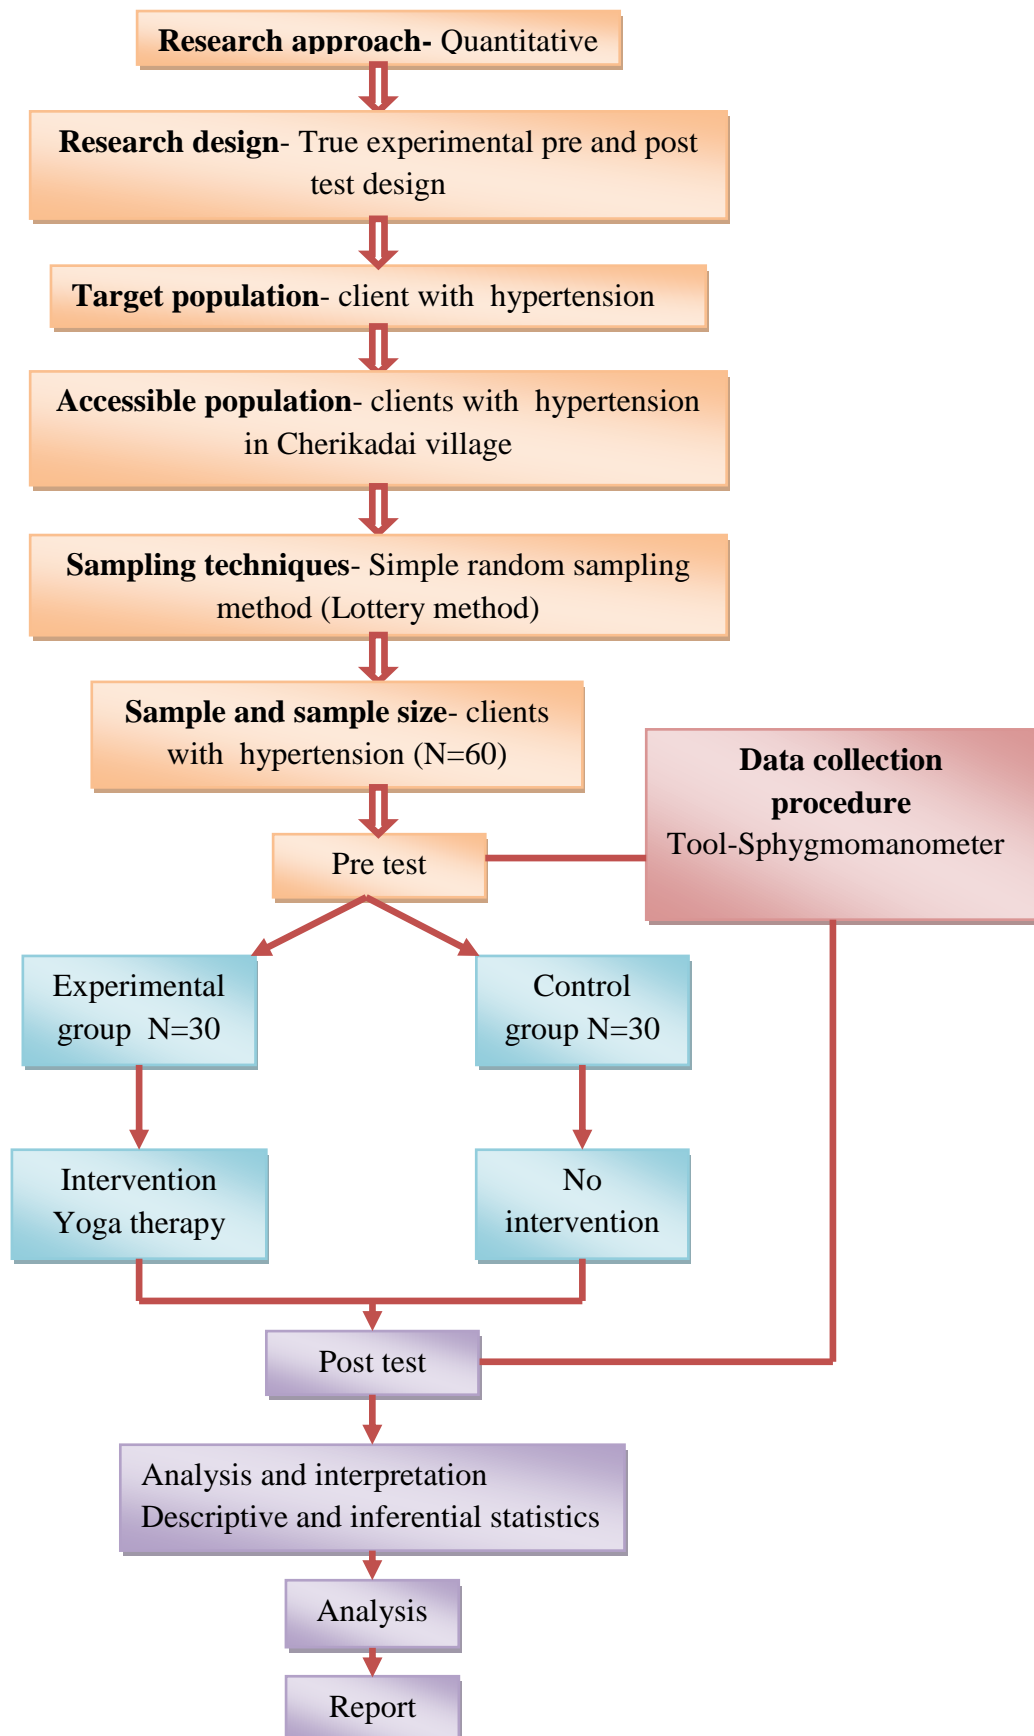 Research approach- Quantitative
Research design- True experimental pre and post
test design
Target population- client with hypertension
Accessible population- clients with hypertension
in Cherikadai village
Sampling techniques- Simple random sampling
method (Lottery method)
Sample and sample size- clients
with hypertension (N=60)
Data collection
procedure
Tool-Sphygmomanometer
Pre test
Experimental
group N=30
Control
group N=30
Intervention
Yoga therapy
No
intervention
Post test
Analysis and interpretation
Descriptive and inferential statistics
Analysis
Report